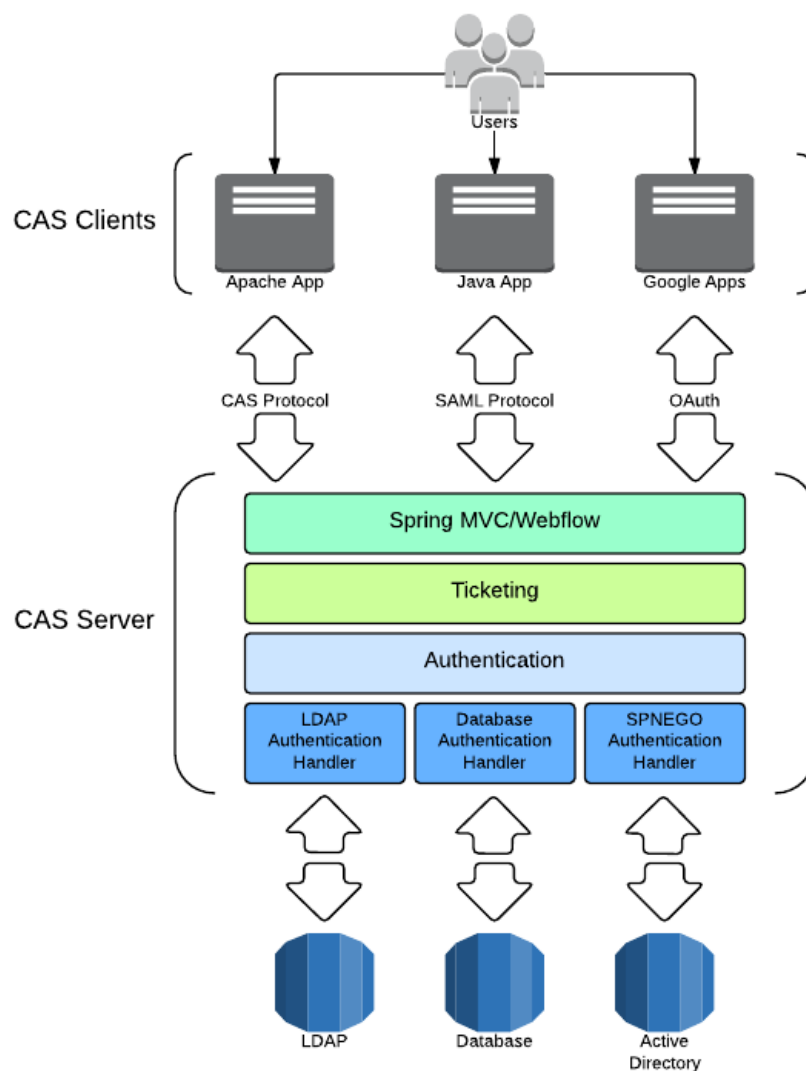 Users
CAS Clients
Apache App
Java App
Google Apps
CAS Protocol
SAML Protocol
OAuth
CAS Server
Spring MVC/Webflow
Ticketing
Authentication
LDAP
Authentication
Handler
Database
Authentication
Handler
SPNEGO
Authentication
Handler
LDAP
Database
Active
Directory